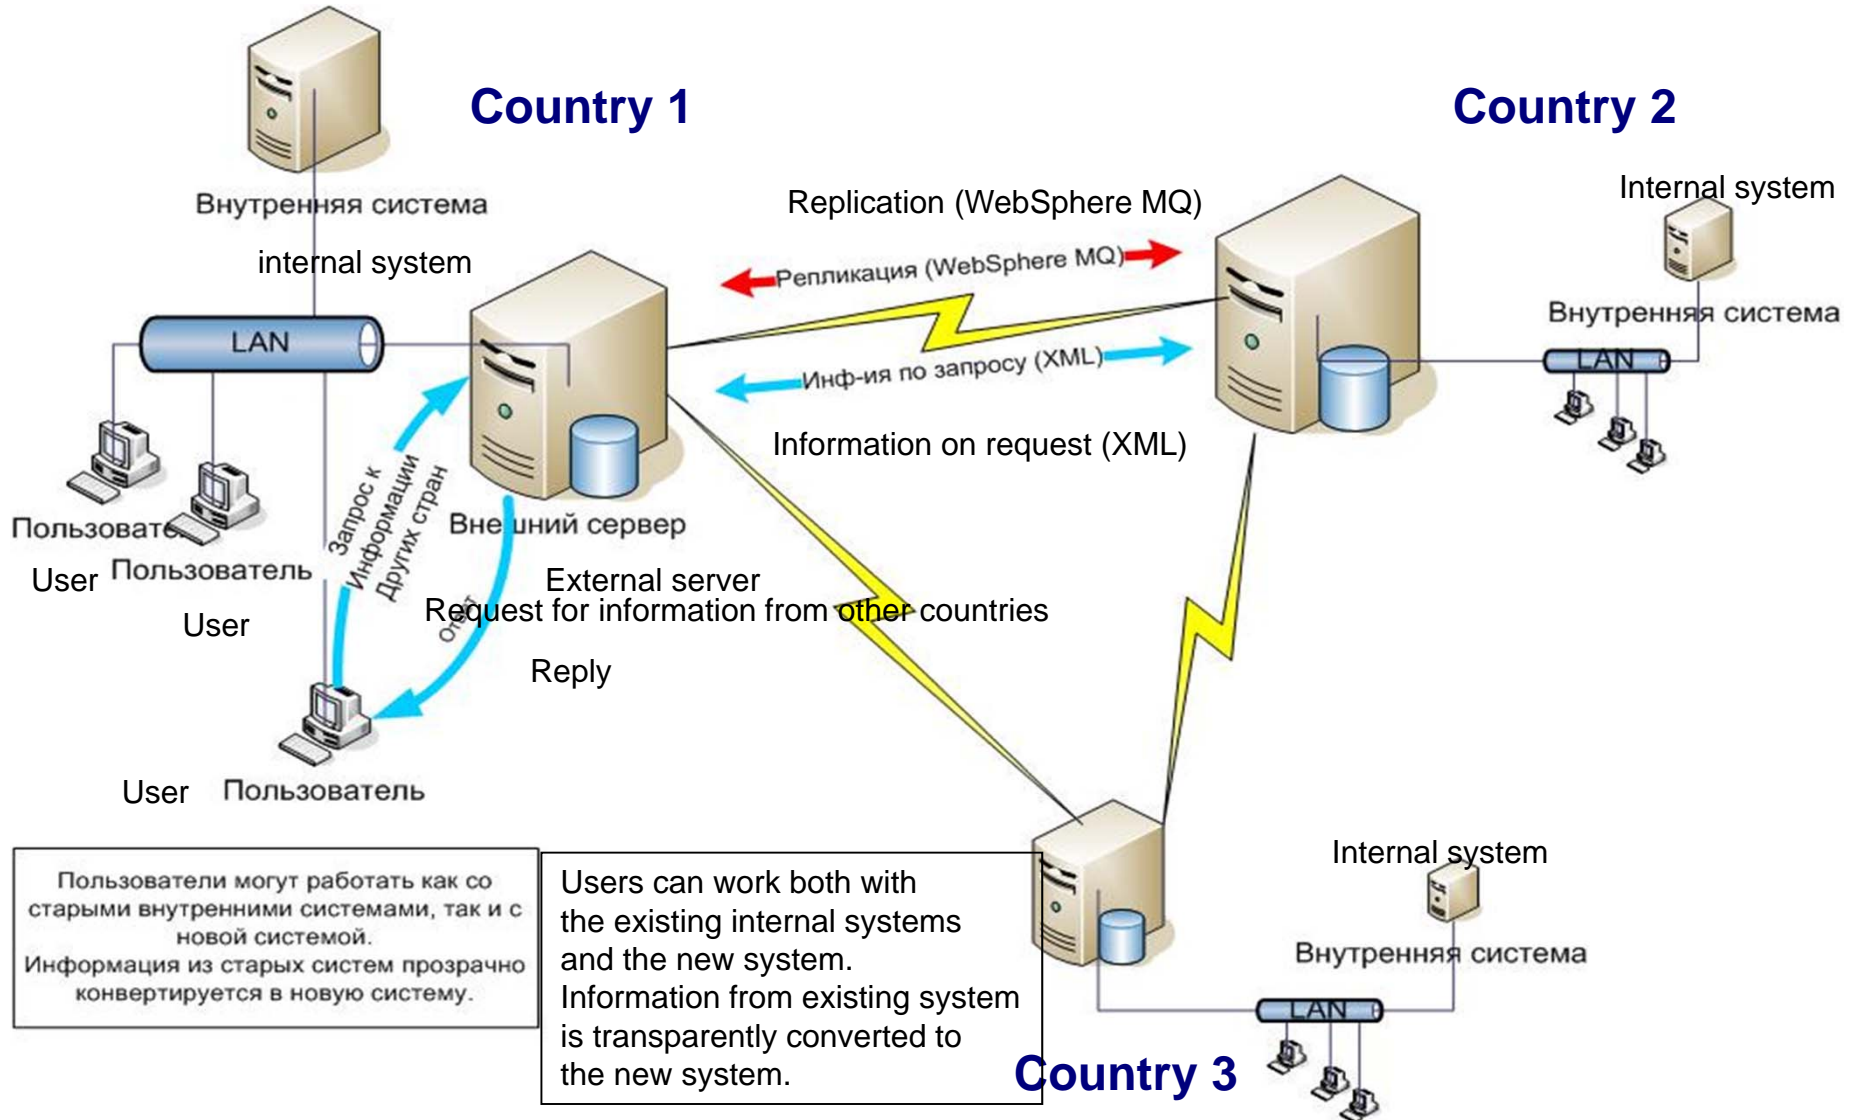 Country 1
Country 2
Внутренняя система
internal system
Replication (WebSphere MQ)
Репликация (WebSphere MQ)
Internal system
Внутренняя система
LAN
LAN
Инф-ия по запросу (XML)
Information on request (XML)
Запрос к
Информации
Других стран
Внешний сервер
External server
Request for information from other countries
Ответ
Reply
Пользователь
User
Пользователь
User
User
Пользователь
Пользователи могут работать как со
старыми внутренними системами, так и с
новой системой.
Информация из старых систем прозрачно
конвертируется в новую систему.
Users can work both with
the existing internal systems
and the new system.
Information from existing system
is transparently converted to
the new system.
Internal system
Внутренняя система
LAN
Country 3